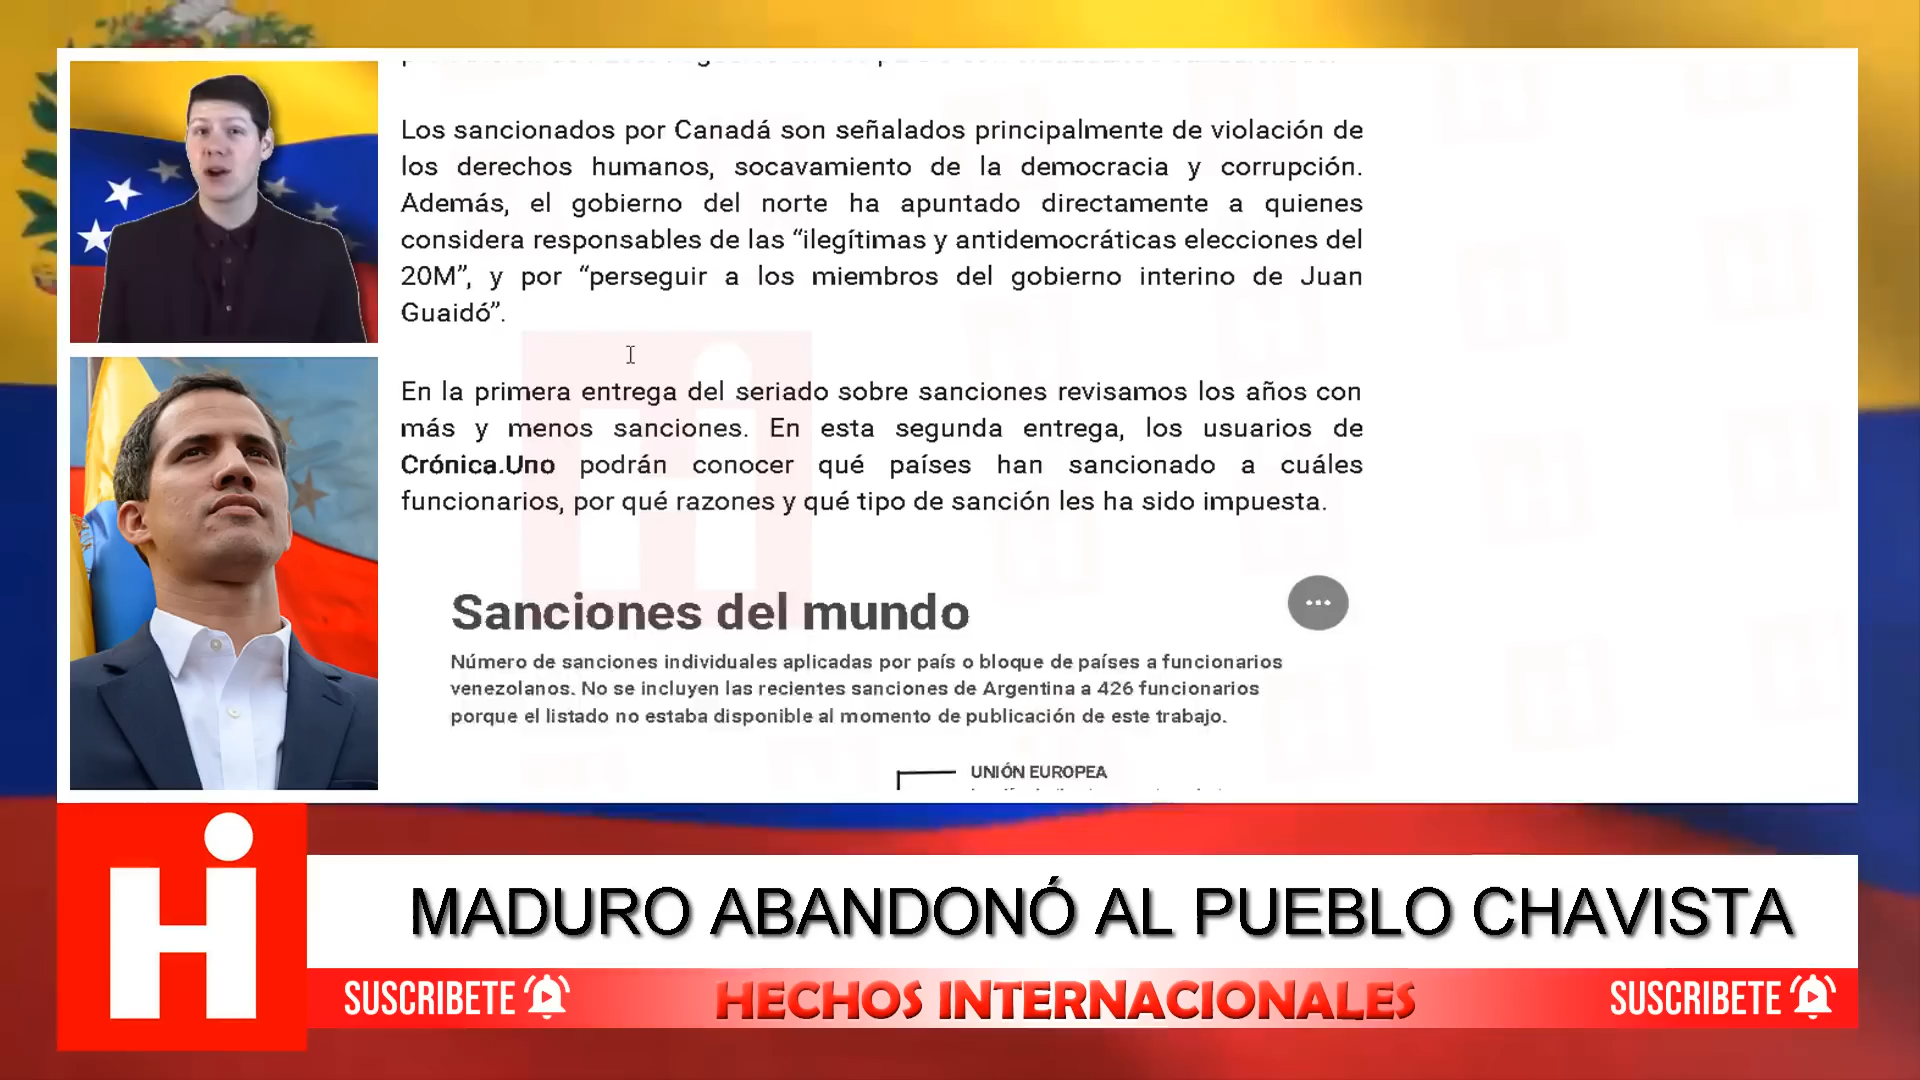 Los sancionados por Canadá son señalados principalmente de violación de
los derechos humanos, socavamiento de la democracia y corrupción.
Además, el gobierno del norte ha apuntado directamente a quienes
considera responsables de las “ilegítimas y antidemocráticas elecciones del
20M”, y por “perseguir a los miembros del gobierno interino de Juan
Guaidó”.
En la primera entrega del seriado sobre sanciones revisamos los años con
más y menos sanciones. En esta segunda entrega, los usuarios de
Crónica.Uno podrán conocer qué países han sancionado a cuáles
funcionarios, por qué razones y qué tipo de sanción les ha sido impuesta.
Sanciones del mundo
Número de sanciones individuales aplicadas por país o bloque de países a funcionarios
venezolanos. No se incluyen las recientes sanciones de Argentina a 426 funcionarios
porque el listado no estaba disponible al momento de publicación de este trabajo.
UNIÓN EUROPEA
Hi
MADURO ABANDONÓ AL PUEBLO CHAVISTA
SUSCRIBETE
HECHOS INTERNACIONALES
SUSCRIBETE